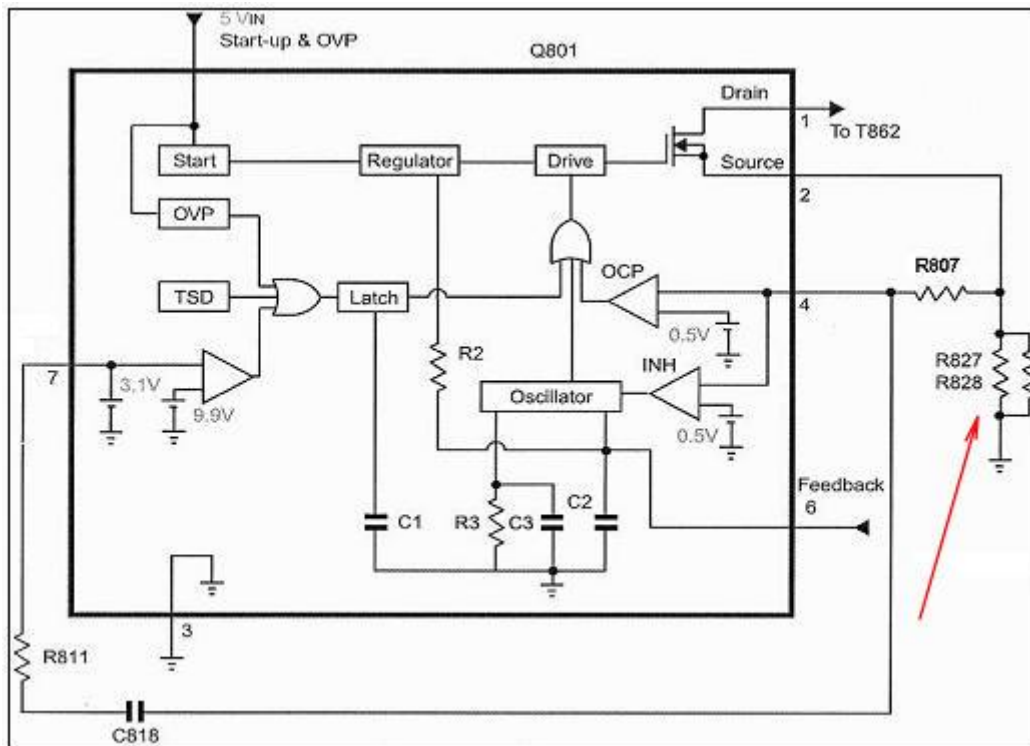 5 VIN
Start-up & OVP
Q801
Drain
1
To T862
Start
Regulator
Drive
Source
2
OVP
R807
OCP
4
TSD
Latch
0.5V
R2
INH
R827
R828
7
3.1V
9.9V
Oscillator
0.5V
Feedback
6
C1
R3
C3
C2
3
R811
C818